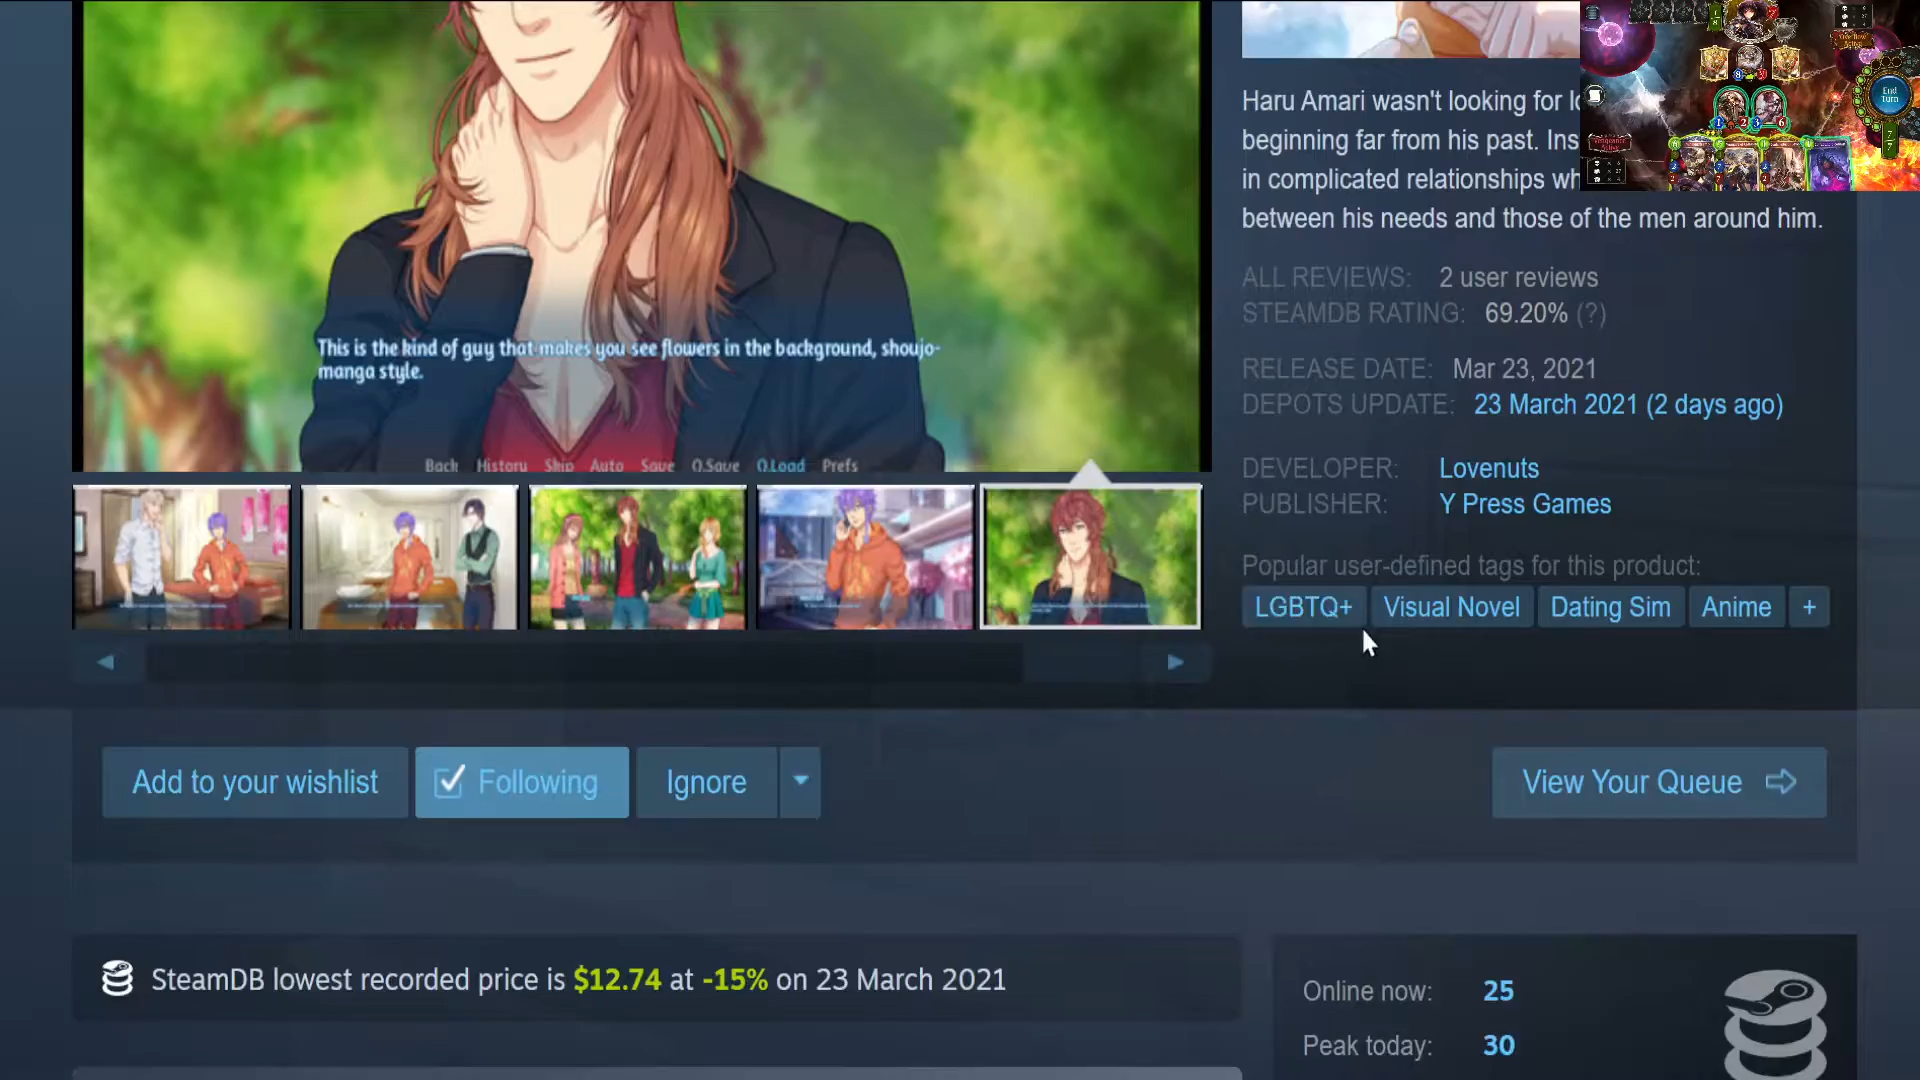 This is the kind of guy that makes you see flowers in the background, shoujo-
manga style.
Back History Skip Auto Save Q.Save Q.Load Prefs
Haru Amari wasn't looking for
beginning far from his past.
in complicated relationships
between his needs and those of the men around him.
ALL REVIEWS: 2 user reviews
STEAMDB RATING: 69.20% (?)
RELEASE DATE: Mar 23, 2021
DEPOTS UPDATE: 23 March 2021 (2 days ago)
DEVELOPER: Lovenuts
PUBLISHER: Y Press Games
Popular user-defined tags for this product:
LGBTQ+ Visual Novel Dating Sim Anime +
End
Turn
7
7
Add to your wishlist
Following
Ignore
View Your Queue
SteamDB lowest recorded price is $12.74 at -15% on 23 March 2021
Online now: 25
Peak today: 30